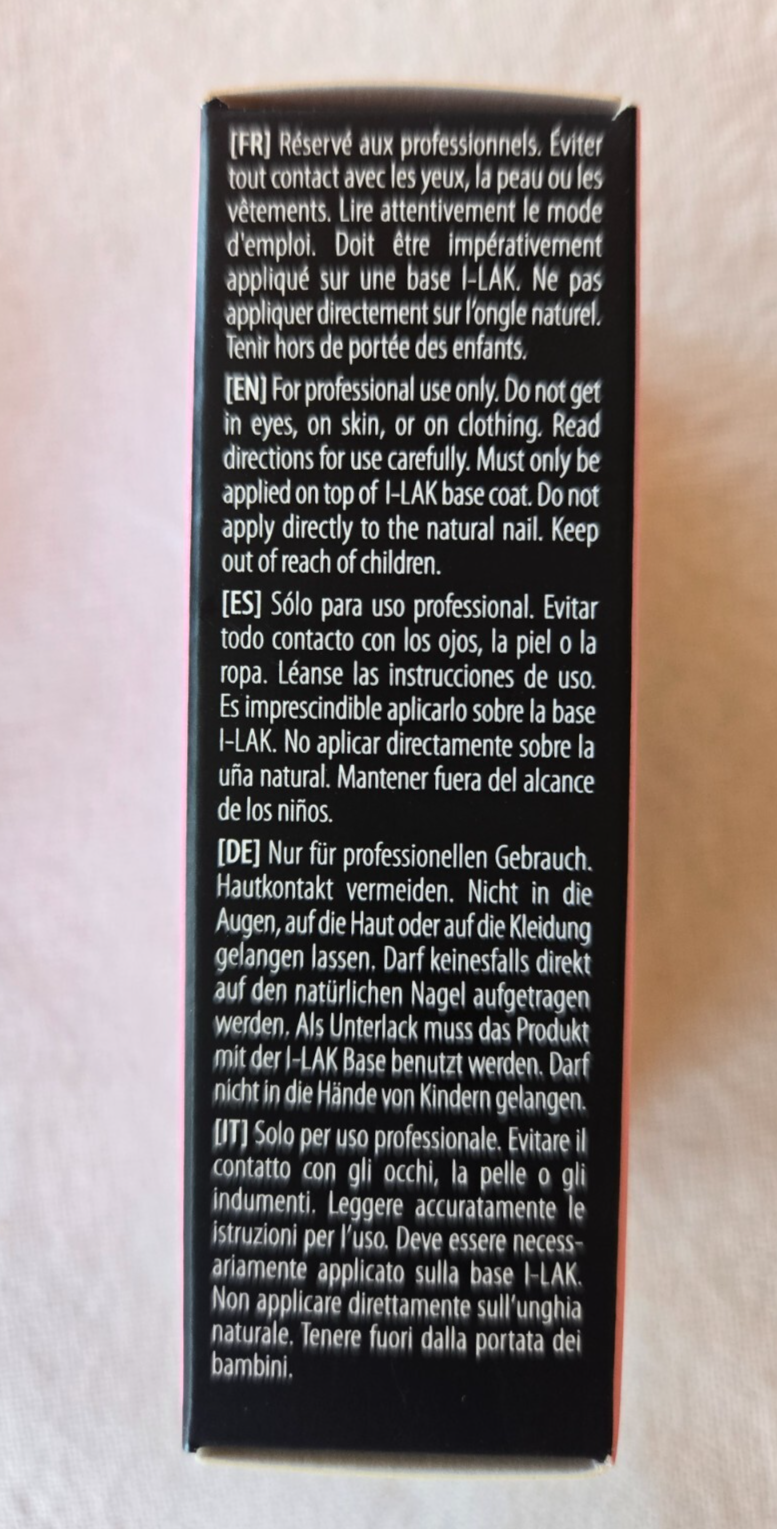 [FR] Réservé aux professionnels. Éviter
tout contact avec les yeux, la peau ou les
vêtements. Lire attentivement le mode
d'emploi. Doit être impérativement
appliqué sur une base I-LAK. Ne pas
appliquer directement sur l'ongle naturel.
Tenir hors de portée des enfants.
[EN] For professional use only. Do not get
in eyes, on skin, or on clothing. Read
directions for use carefully. Must only be
applied on top of I-LAK base coat. Do not
apply directly to the natural nail. Keep
out of reach of children.
[ES] Sólo para uso professional. Evitar
todo contacto con los ojos, la piel o la
ropa. Léanse las instrucciones de uso.
Es imprescindible aplicarlo sobre la base
I-LAK. No aplicar directamente sobre la
uña natural. Mantener fuera del alcance
de los niños.
[DE] Nur für professionellen Gebrauch.
Hautkontakt vermeiden. Nicht in die
Augen, auf die Haut oder auf die Kleidung
gelangen lassen. Darf keinesfalls direkt
auf den natürlichen Nagel aufgetragen
werden. Als Unterlack muss das Produkt
mit der I-LAK Base benutzt werden. Darf
nicht in die Hände von Kindern gelangen.
[IT] Solo per uso professionale. Evitare il
contatto con gli occhi, la pelle o gli
indumenti. Leggere accuratamente le
istruzioni per l'uso. Deve essere necess-
ariamente applicato sulla base I-LAK.
Non applicare direttamente sull'unghia
naturale. Tenere fuori dalla portata dei
bambini.